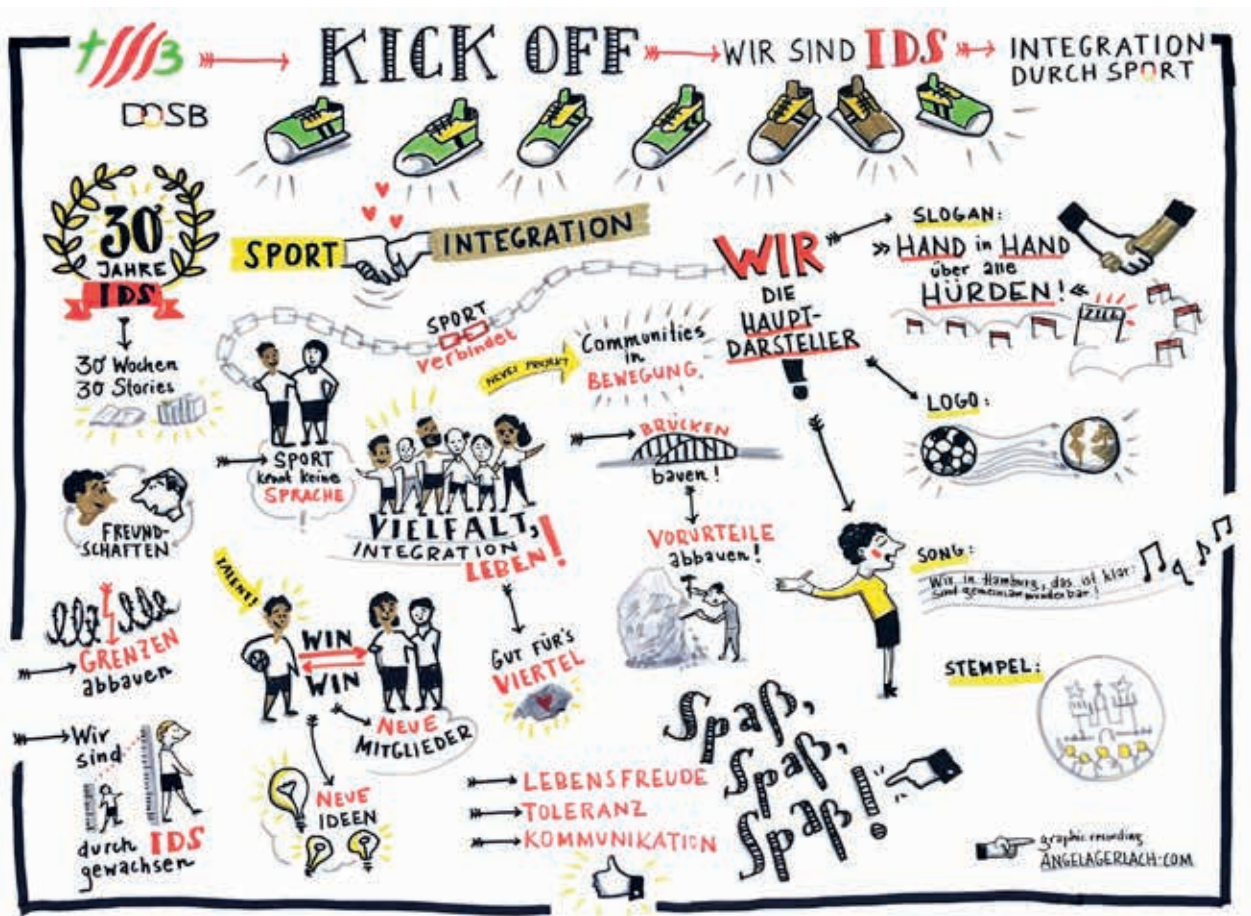 KICK OFF
WIR SIND IDS
INTEGRATION
DURCH SPORT
DOSB
30
JAHRE
IDS
30 Wochen
30 Stories
SPORT
INTEGRATION
SPORT
verbindet
Communities
in
BEWEGUNG
WIR
DIE
HAUPT-
DARSTELLER
!
SLOGAN:
» HAND in HAND
über alle
HÜRDEN! «
ZIEL
LOGO:
SPORT
kennt keine
SPRACHE
!
VIELFALT,
INTEGRATION
LEBEN!
BRÜCKEN
bauen!
VORURTEILE
abbauen!
FREUND-
SCHAFTEN
SONG:
Wir, in Hamburg, das ist klar:
sind gemeinsam wunderbar!
STEMPEL:
GRENZEN
abbauen
TALENT
WIN
WIN
NEUE
MITGLIEDER
GUT FÜR'S
VIERTEL
Wir
sind
durch IDS
gewachsen
NEUE
IDEEN
LEBENSFREUDE
TOLERANZ
KOMMUNIKATION
Spaß,
Spaß,
Spaß!
graphic recording
ANGELAGERLACH.COM